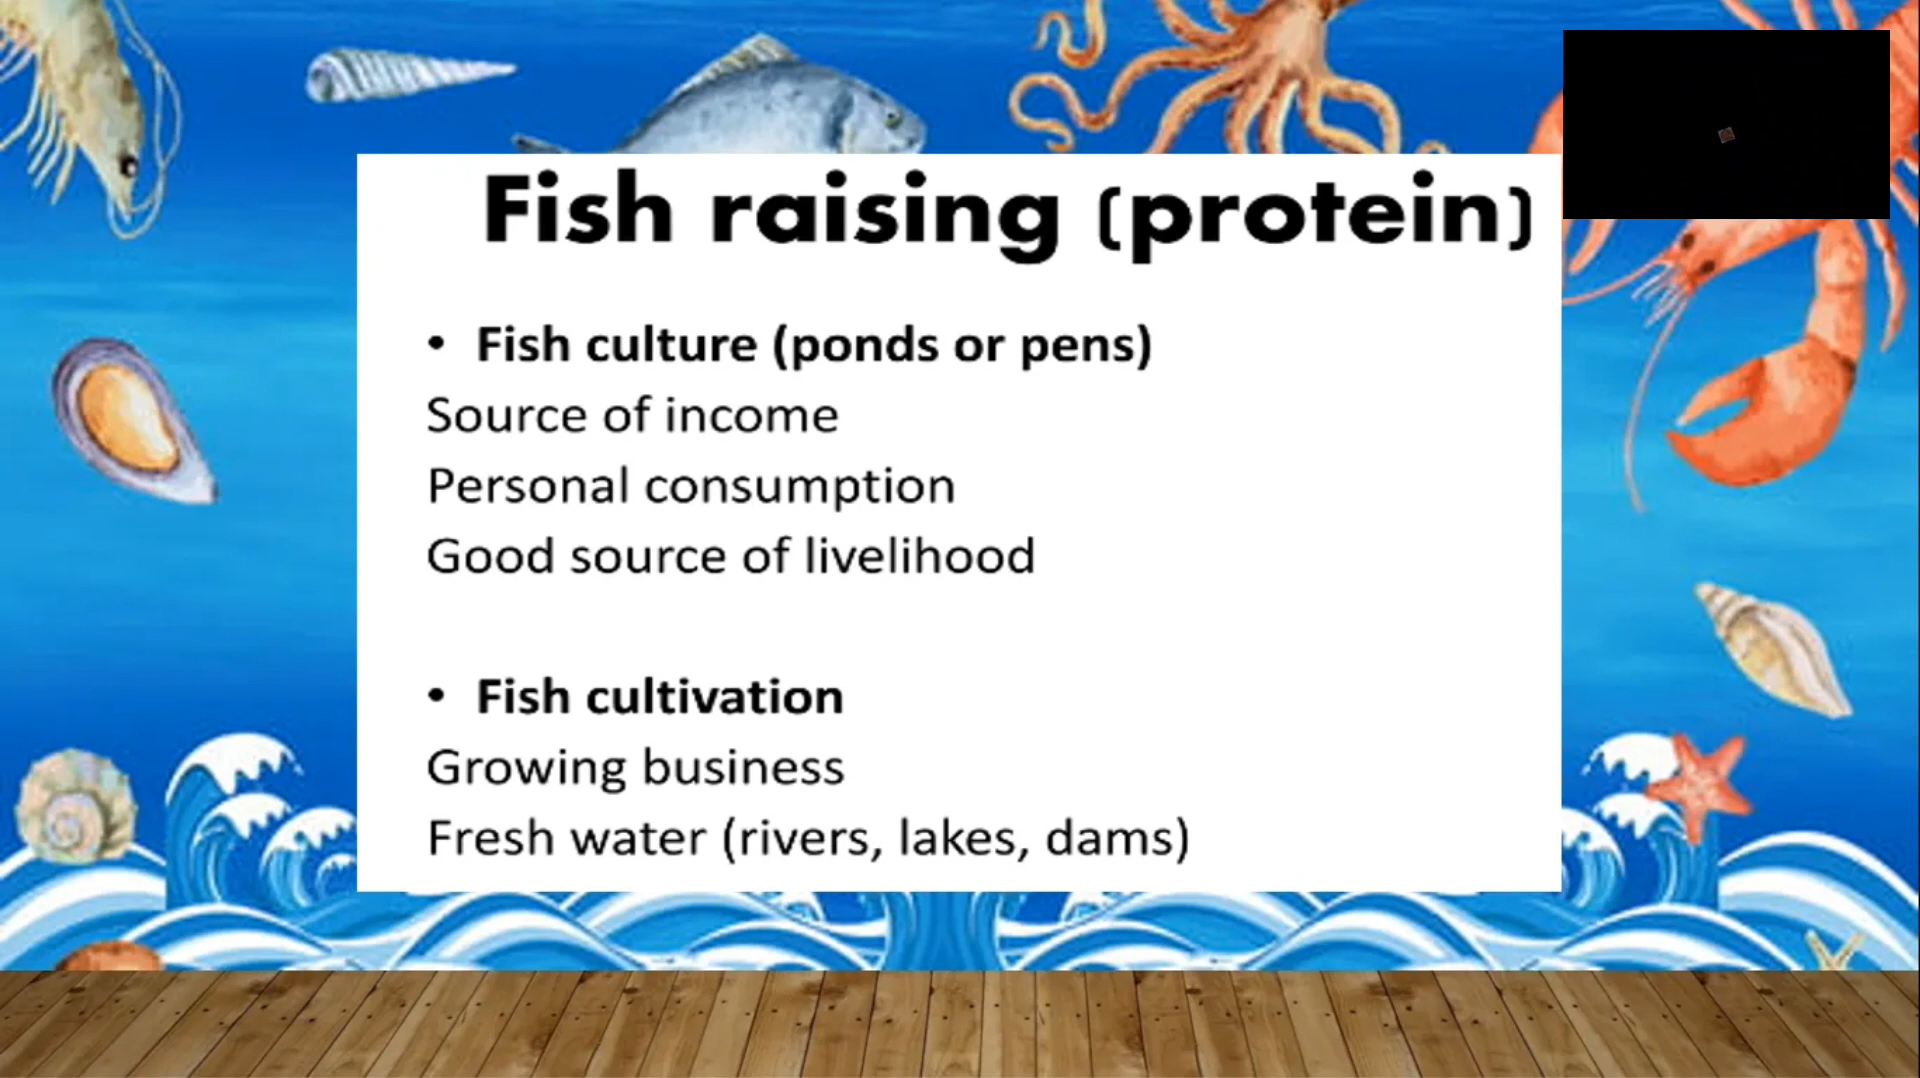 Fish raising (protein)
• Fish culture (ponds or pens)
Source of income
Personal consumption
Good source of livelihood
• Fish cultivation
Growing business
Fresh water (rivers, lakes, dams)